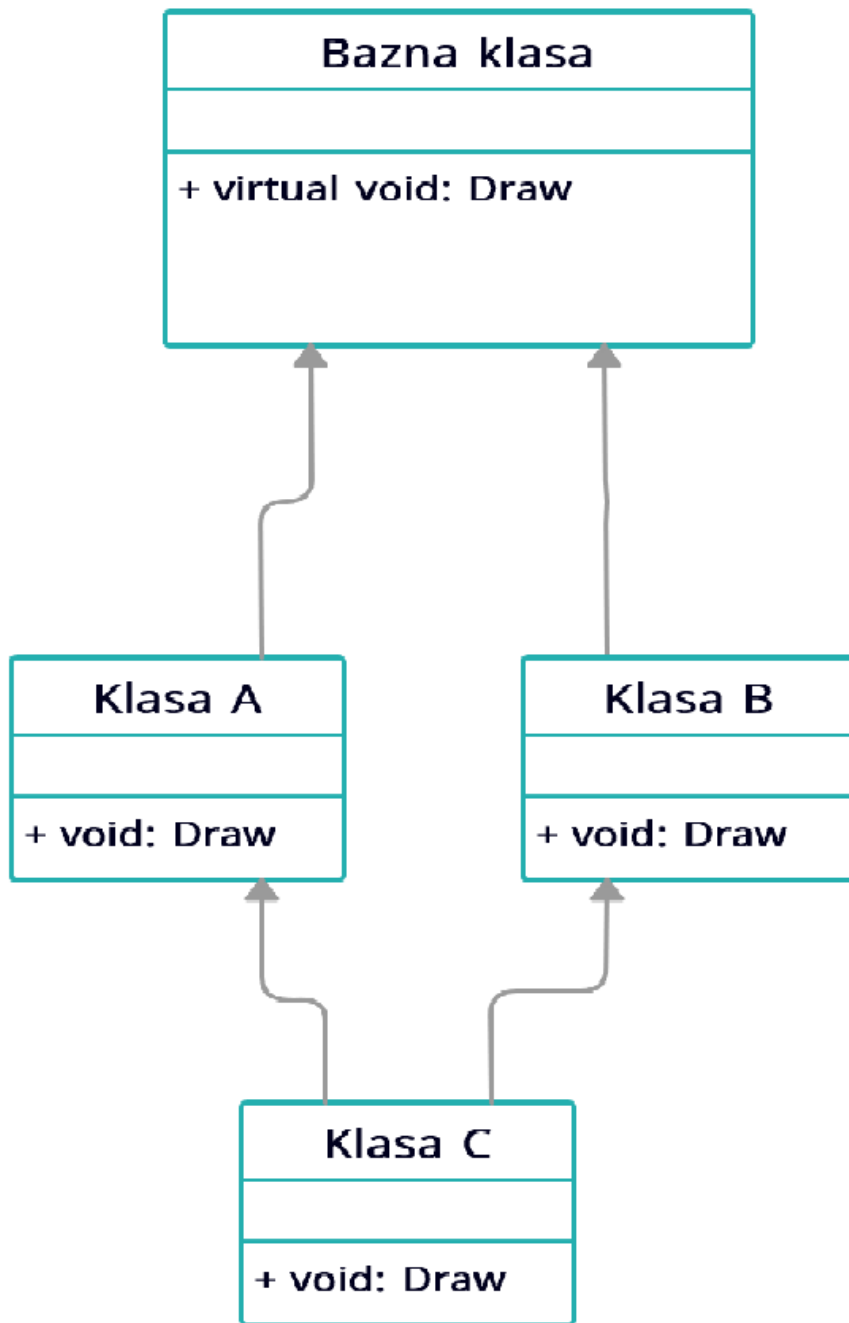 Bazna klasa
+ virtual void: Draw
Klasa A
+ void: Draw
Klasa B
+ void: Draw
Klasa C
+ void: Draw